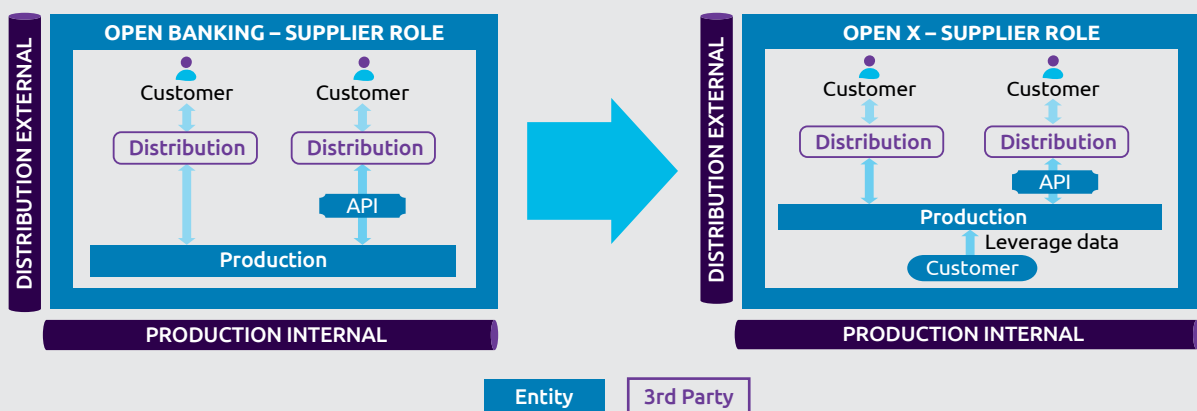 DISTRIBUTION EXTERNAL
OPEN BANKING – SUPPLIER ROLE
Customer
Customer
Distribution
Distribution
API
Production
PRODUCTION INTERNAL
DISTRIBUTION EXTERNAL
OPEN X – SUPPLIER ROLE
Customer
Customer
Distribution
Distribution
API
Production
Leverage data
Customer
PRODUCTION INTERNAL
Entity
3rd Party